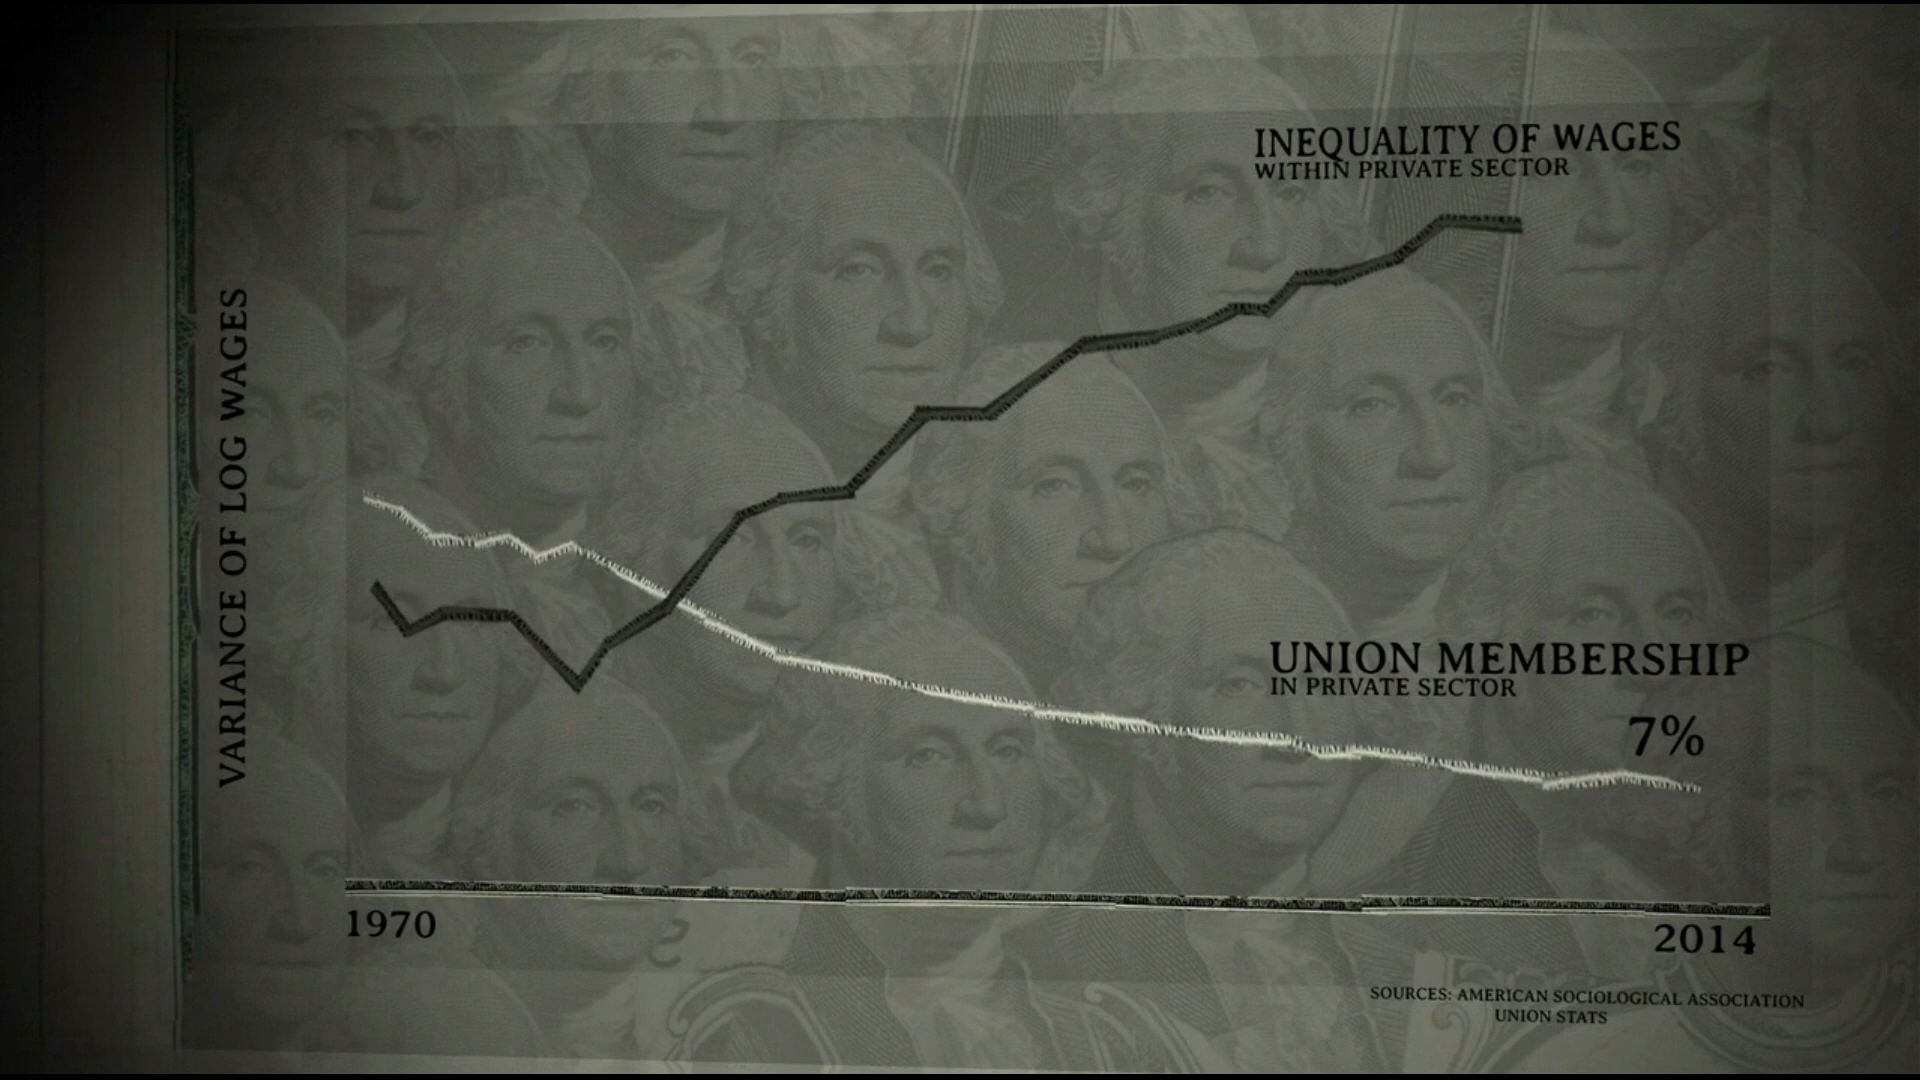 INEQUALITY OF WAGES
WITHIN PRIVATE SECTOR
VARIANCE OF LOG WAGES
UNION MEMBERSHIP
IN PRIVATE SECTOR
7%
1970
2014
SOURCES: AMERICAN SOCIOLOGICAL ASSOCIATION
UNION STATS